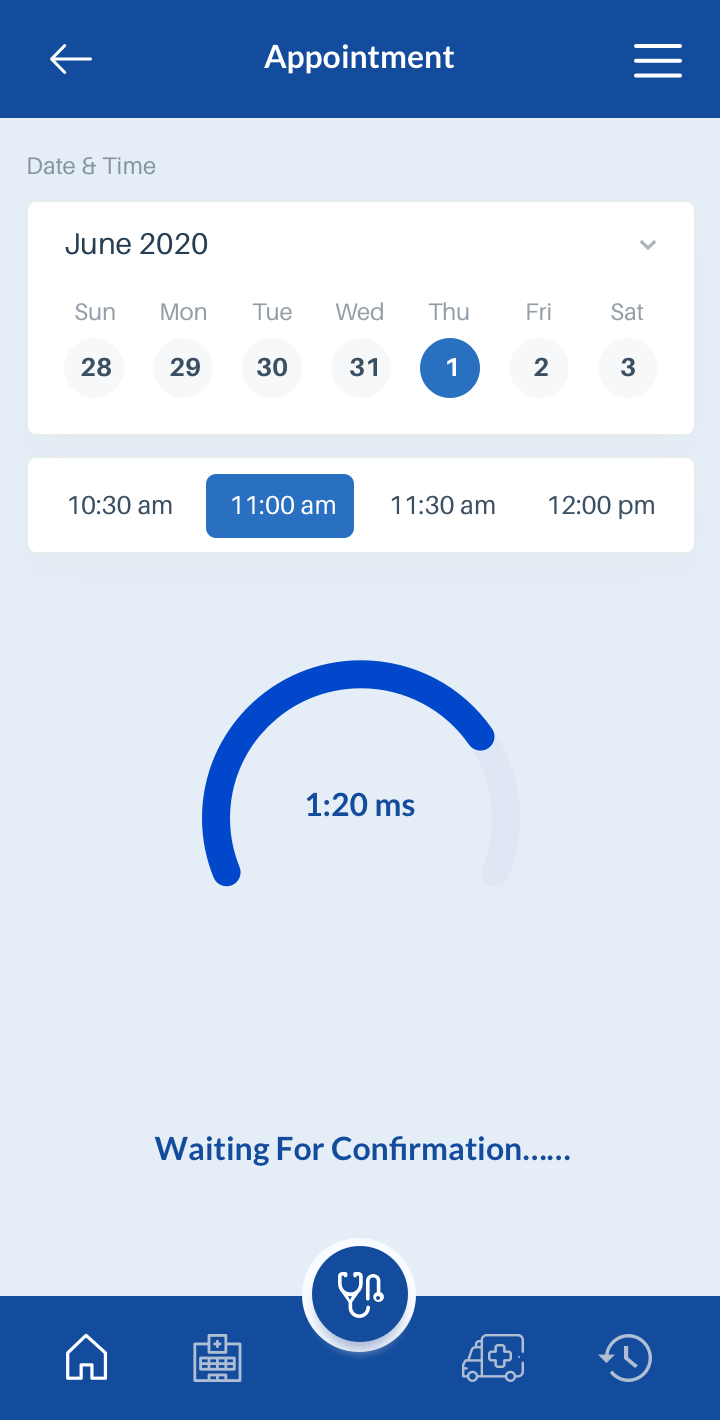 Appointment
Date & Time
June 2020
Sun Mon Tue Wed Thu Fri Sat
28 29 30 31 1 2 3
10:30 am 11:00 am 11:30 am 12:00 pm
1:20 ms
Waiting For Confirmation......